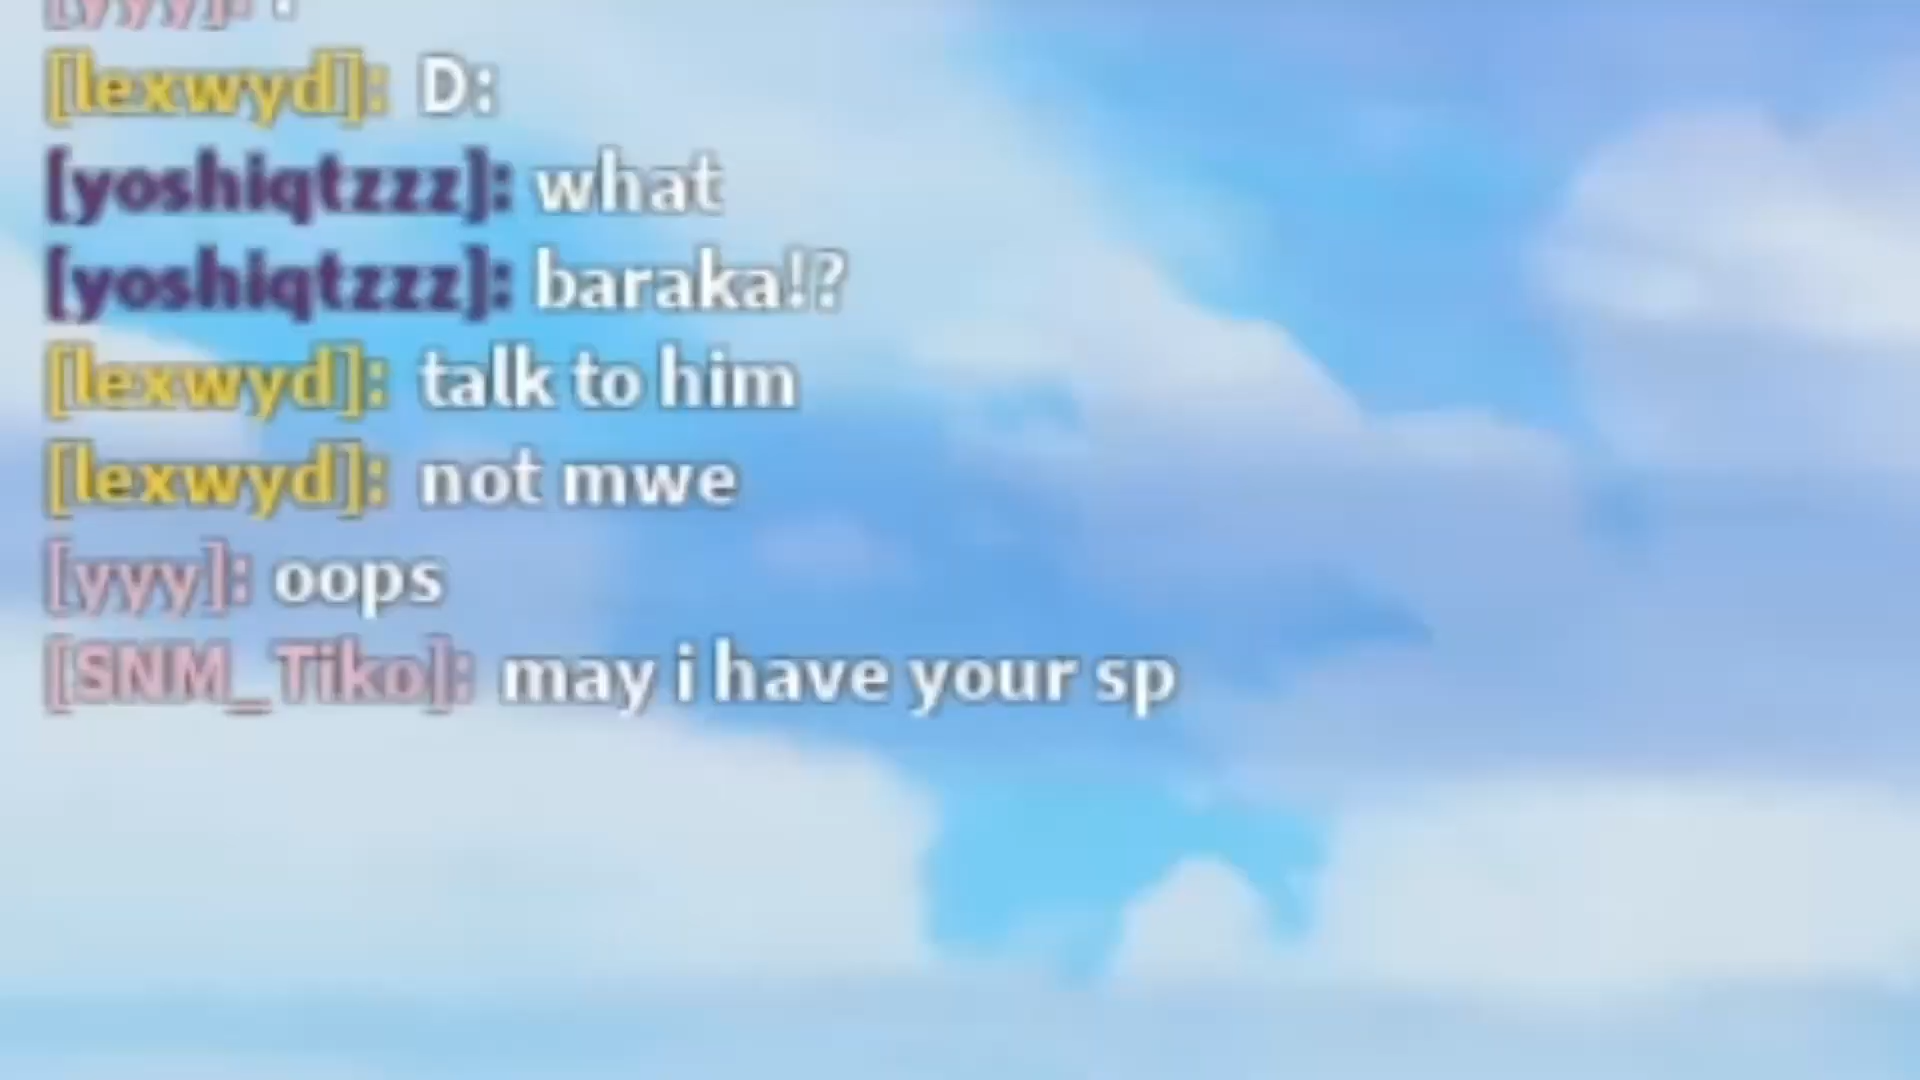 [yyy]:
[lexwyd]: D:
[yoshiqtzzz]: what
[yoshiqtzzz]: baraka!?
[lexwyd]: talk to him
[lexwyd]: not mwe
[yyy]: oops
[SNM_Tiko]: may i have your sp